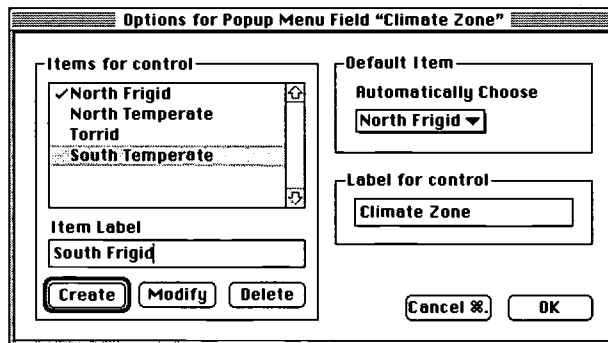 Options for Popup Menu Field “Climate Zone”
Items for control
✓North Frigid
North Temperate
Torrid
South Temperate
Item Label
South Frigid
Create
Modify
Delete
Default Item
Automatically Choose
North Frigid ▼
Label for control
Climate Zone
Cancel ⌘.
OK